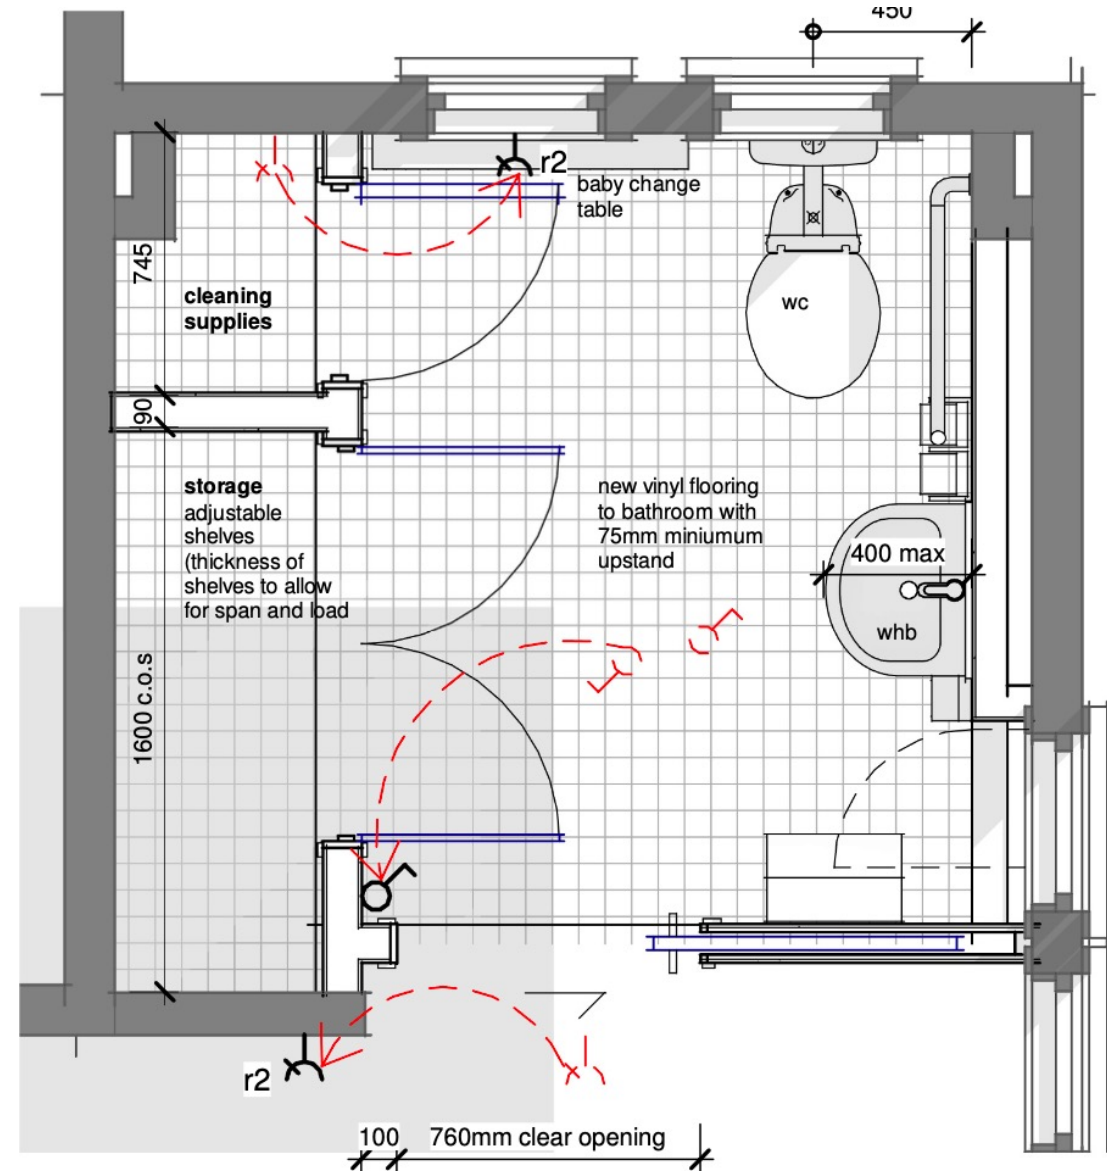 450
r2
baby change
table
745
cleaning
supplies
wc
90
storage
adjustable
shelves
(thickness of
shelves to allow
for span and load
new vinyl flooring
to bathroom with
75mm miniumum
upstand
400 max
whb
1600 c.o.s
r2
100
760mm clear opening